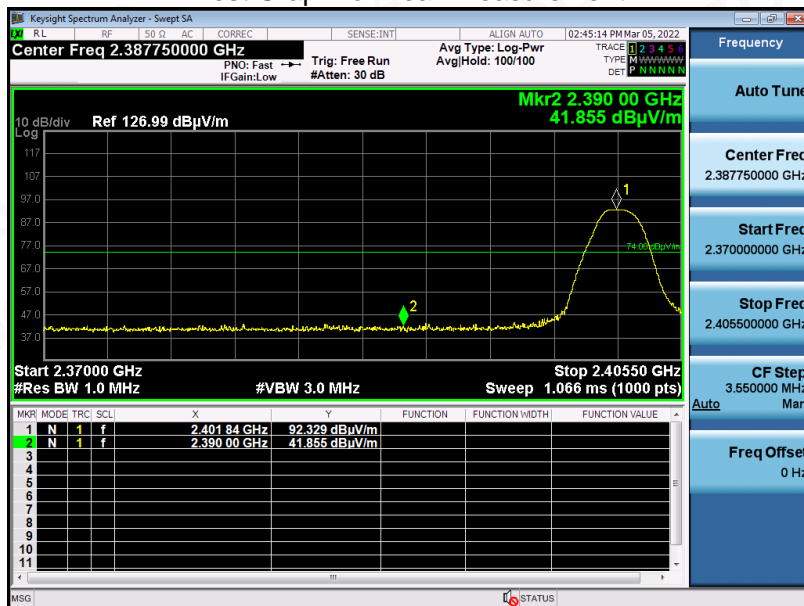 Keysight Spectrum Analyzer - Swept SA
LXI RL RF 50 Ω AC CORREC SENSE:INT ALIGN AUTO 02:45:14 PM Mar 05, 2022
Center Freq 2.387750000 GHz
PNO: Fast
IFGain:Low
Trig: Free Run
#Atten: 30 dB
Avg Type: Log-Pwr
Avg|Hold: 100/100
TRACE 1 2 3 4 5 6
TYPE M WWWWW
DET P N N N N N
Mkr2 2.390 00 GHz
41.855 dBµV/m
10 dB/div Ref 126.99 dBµV/m
Log
117
107
97.0
87.0
77.0
67.0
57.0
47.0
37.0
1
74.00 dBµV/m
2
Start 2.37000 GHz Stop 2.40550 GHz
#Res BW 1.0 MHz #VBW 3.0 MHz Sweep 1.066 ms (1000 pts)
MKR MODE TRC SCL X Y FUNCTION FUNCTION WIDTH FUNCTION VALUE
1 N 1 f 2.401 84 GHz 92.329 dBµV/m
2 N 1 f 2.390 00 GHz 41.855 dBµV/m
3
4
5
6
7
8
9
10
11
MSG STATUS
Frequency
Auto Tune
Center Freq
2.387750000 GHz
Start Freq
2.370000000 GHz
Stop Freq
2.405500000 GHz
CF Step
3.550000 MHz
Auto Man
Freq Offset
0 Hz